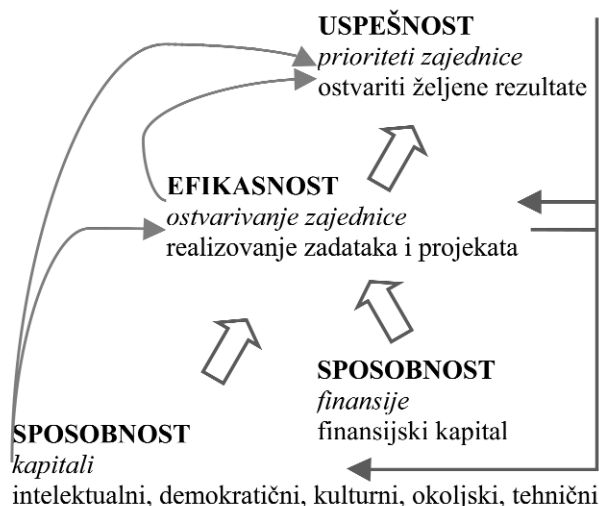 USPEŠNOST
prioriteti zajednice
ostvariti željene rezultate
EFIKASNOST
ostvarivanje zajednice
realizovanje zadataka i projekata
SPOSOBNOST
finansije
finansijski kapital
SPOSOBNOST
kapitali
intelektualni, demokratični, kulturni, okoljski, tehnični